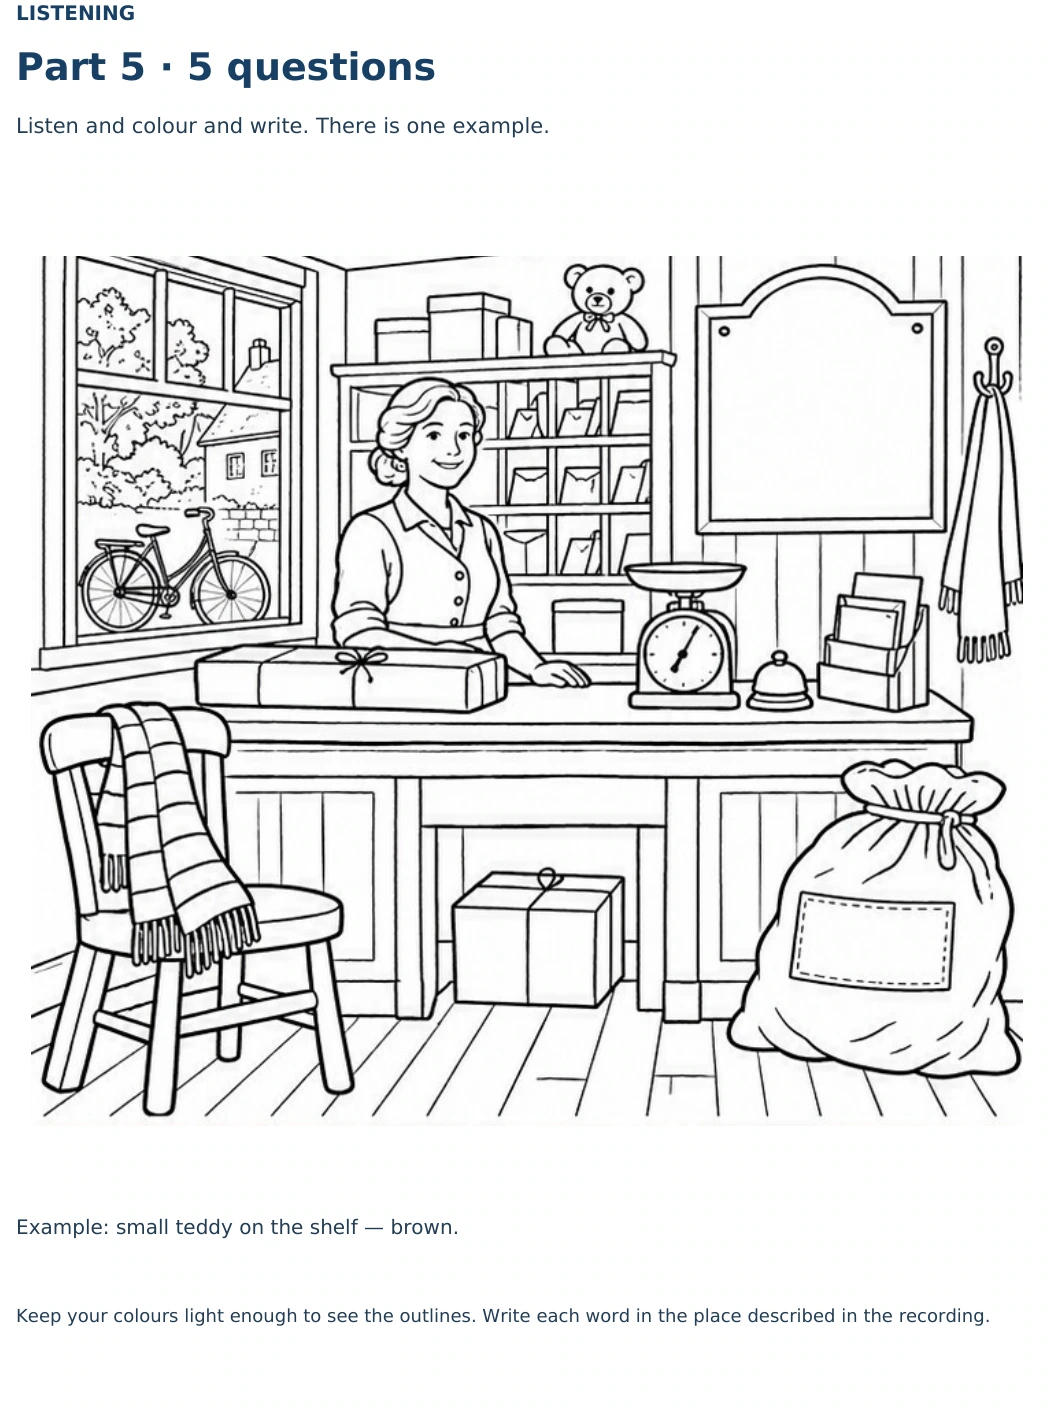 LISTENING
Part 5 · 5 questions
Listen and colour and write. There is one example.
Example: small teddy on the shelf — brown.
Keep your colours light enough to see the outlines. Write each word in the place described in the recording.